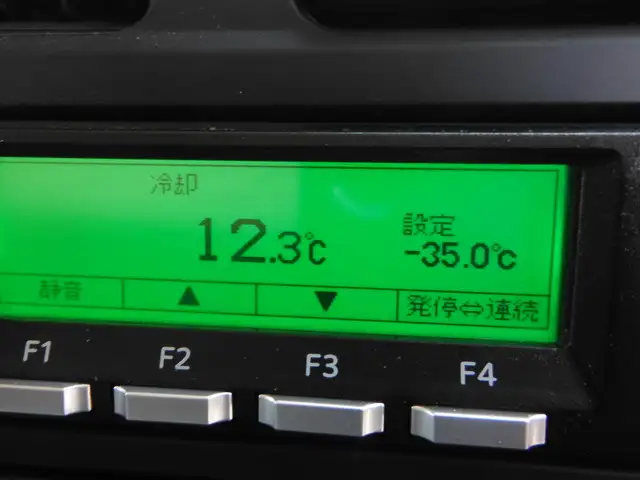 冷却
12.3℃
設定
-35.0℃
静音 ▲ ▼ 発停⇔連続
F1 F2 F3 F4